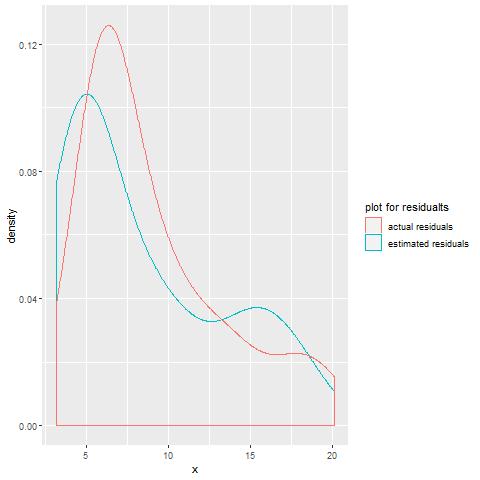 0.12
0.08
0.04
0.00
density
5
10
15
20
x
plot for residualts
actual residuals
estimated residuals